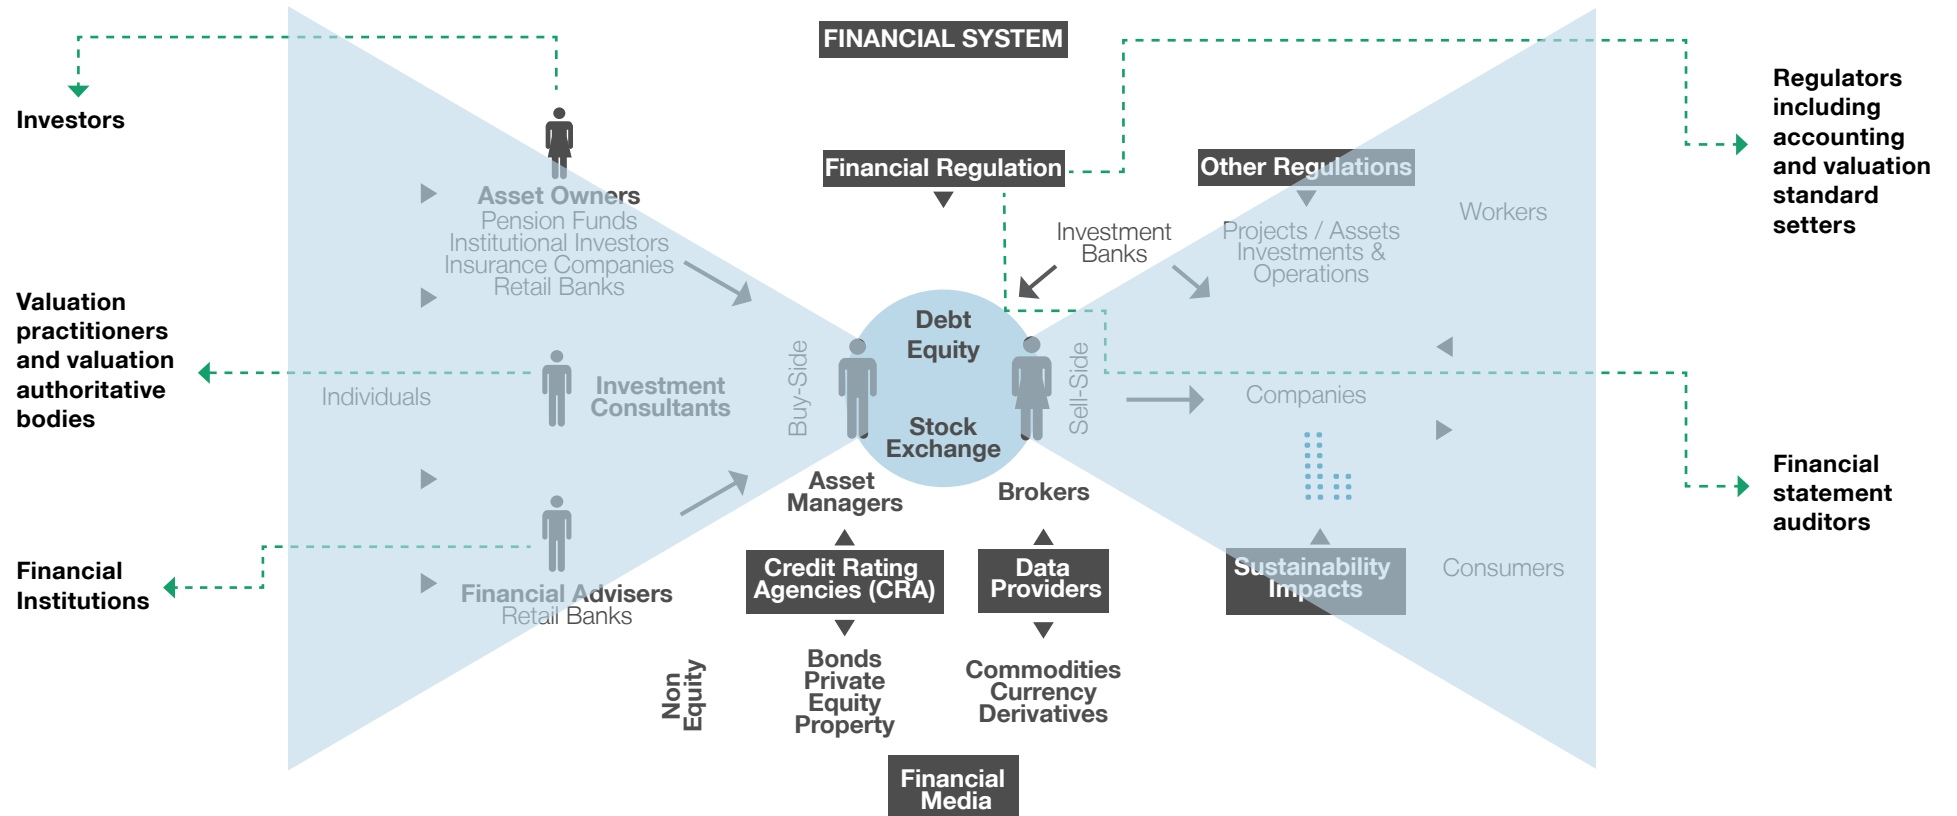 FINANCIAL SYSTEM
Investors
Regulators
including
accounting
and valuation
standard
setters
Financial Regulation
Other Regulations
Asset Owners
Pension Funds
Institutional Investors
Insurance Companies
Retail Banks
Investment
Banks
Projects / Assets
Investments &
Operations
Workers
Valuation
practitioners
and valuation
authoritative
bodies
Individuals
Investment
Consultants
Buy-Side
Debt
Equity
Stock
Exchange
Sell-Side
Companies
Asset
Managers
Brokers
Financial
statement
auditors
Financial
Institutions
Financial Advisers
Retail Banks
Credit Rating
Agencies (CRA)
Data
Providers
Sustainability
Impacts
Consumers
Non
Equity
Bonds
Private
Equity
Property
Commodities
Currency
Derivatives
Financial
Media